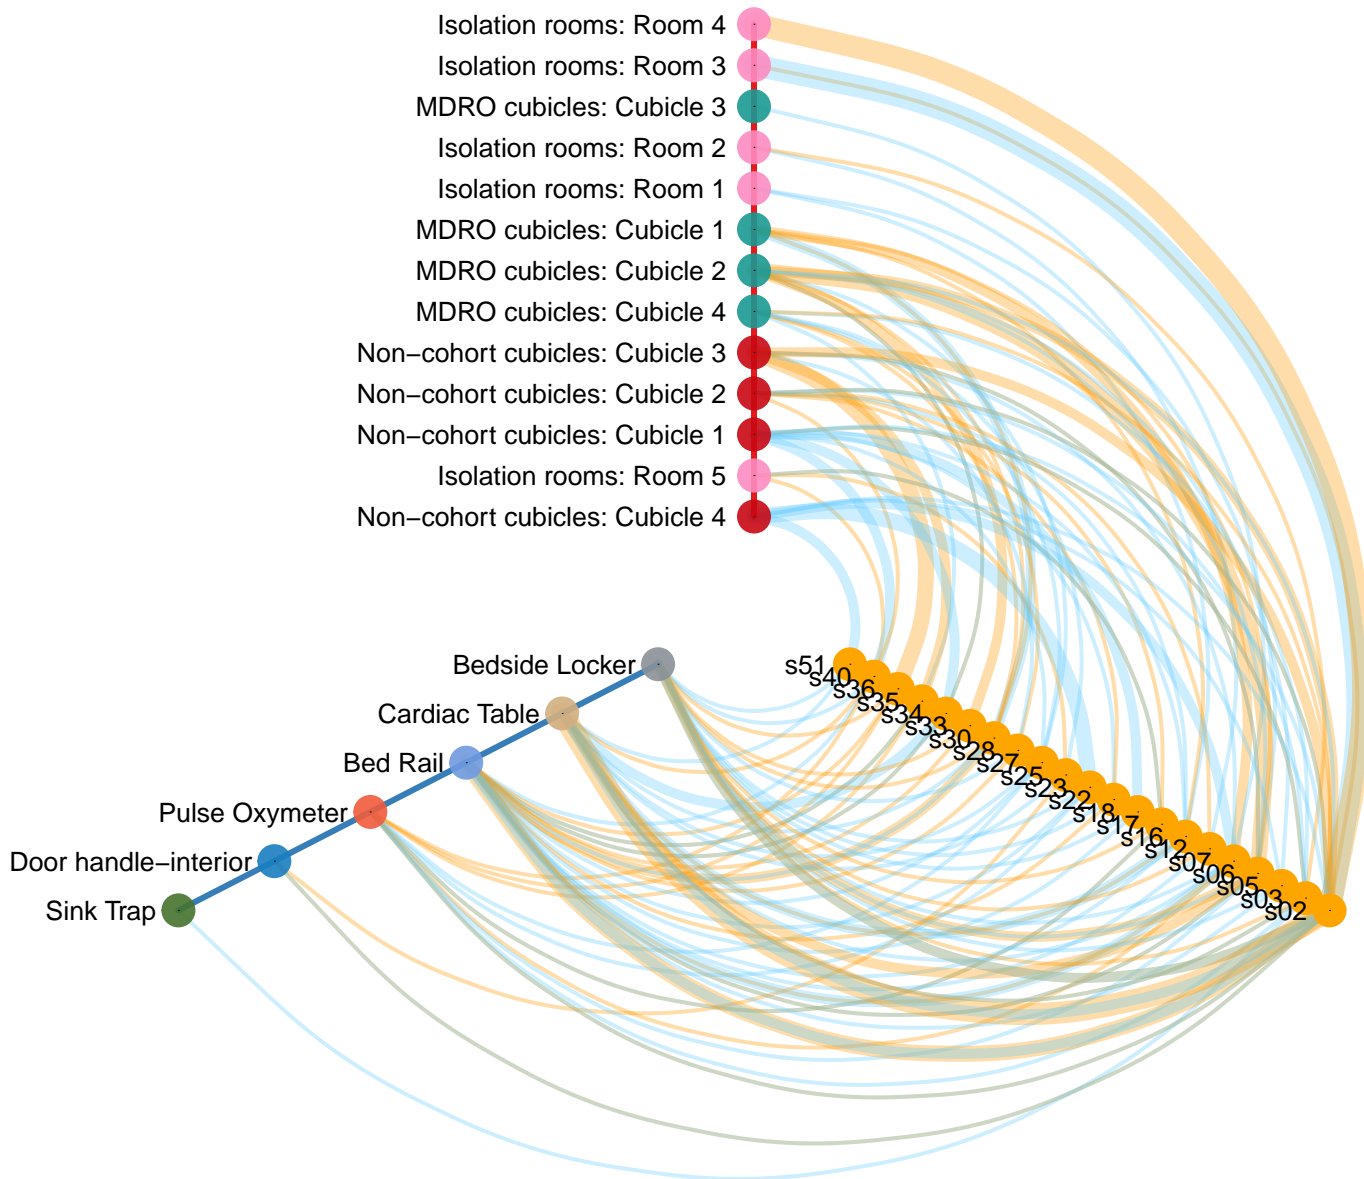 Isolation rooms: Room 4
Isolation rooms: Room 3
MDRO cubicles: Cubicle 3
Isolation rooms: Room 2
Isolation rooms: Room 1
MDRO cubicles: Cubicle 1
MDRO cubicles: Cubicle 2
MDRO cubicles: Cubicle 4
Non−cohort cubicles: Cubicle 3
Non−cohort cubicles: Cubicle 2
Non−cohort cubicles: Cubicle 1
Isolation rooms: Room 5
Non−cohort cubicles: Cubicle 4
Bedside Locker
Cardiac Table
Bed Rail
Pulse Oxymeter
Door handle−interior
Sink Trap
s51
s40
s36
s35
s34
s33
s30
s28
s27
s25
s23
s22
s18
s17
s16
s12
s07
s06
s05
s03
s02